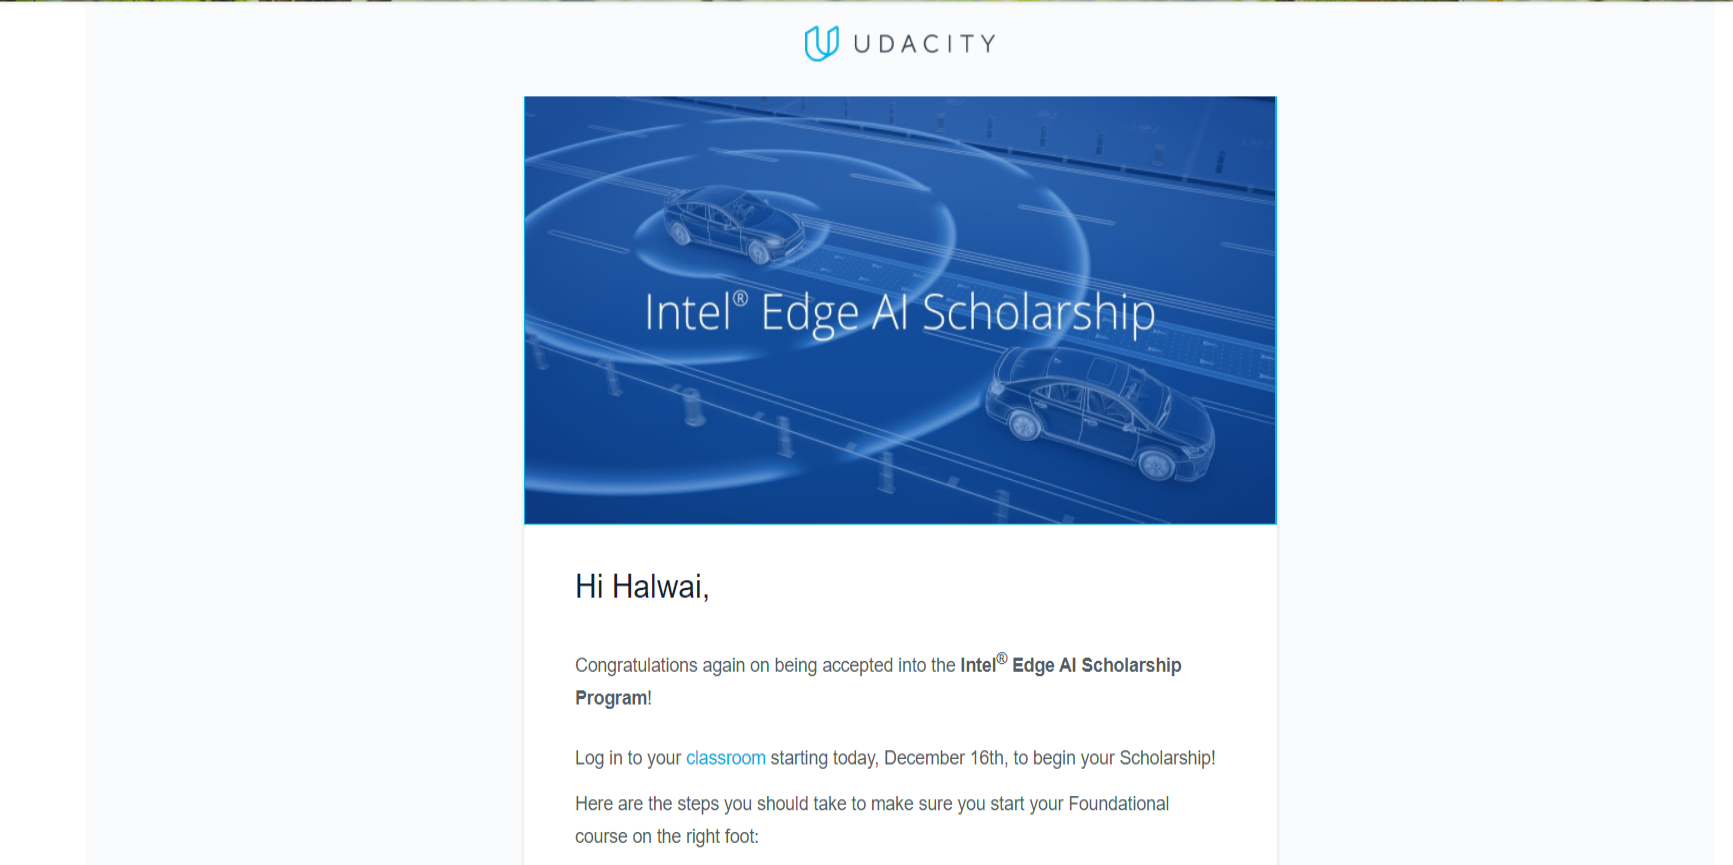 UDACITY
Intel® Edge AI Scholarship
Hi Halwai,
Congratulations again on being accepted into the Intel® Edge AI Scholarship
Program!
Log in to your classroom starting today, December 16th, to begin your Scholarship!
Here are the steps you should take to make sure you start your Foundational
course on the right foot: